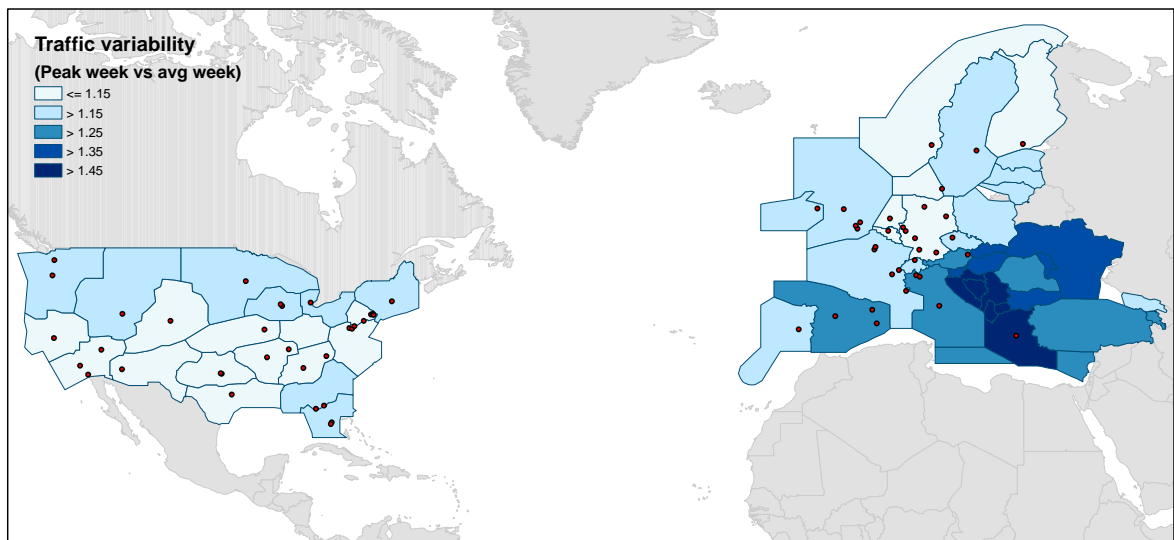 Traffic variability
(Peak week vs avg week)
<= 1.15
> 1.15
> 1.25
> 1.35
> 1.45